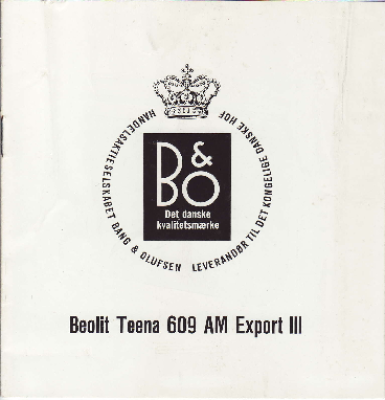 HANDELSAKTIESELSKABET BANG & OLUFSEN LEVERANDØR TIL DET KONGELIGE DANSKE HOF
B&O
Det danske
kvalitetsmærke
Beolit Teena 609 AM Export III